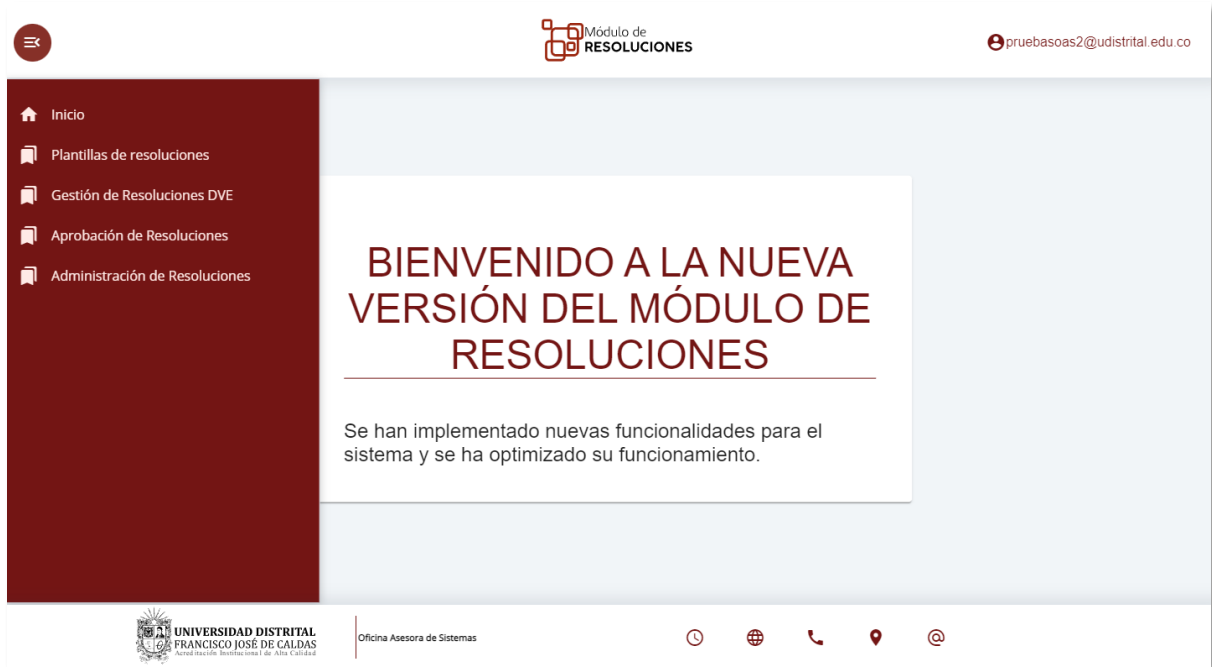 Módulo de
RESOLUCIONES
pruebasoas2@udistrital.edu.co
Inicio
Plantillas de resoluciones
Gestión de Resoluciones DVE
Aprobación de Resoluciones
Administración de Resoluciones
BIENVENIDO A LA NUEVA
VERSIÓN DEL MÓDULO DE
RESOLUCIONES
Se han implementado nuevas funcionalidades para el
sistema y se ha optimizado su funcionamiento.
UNIVERSIDAD DISTRITAL
FRANCISCO JOSÉ DE CALDAS
Acreditación Institucional de Alta Calidad
Oficina Asesora de Sistemas